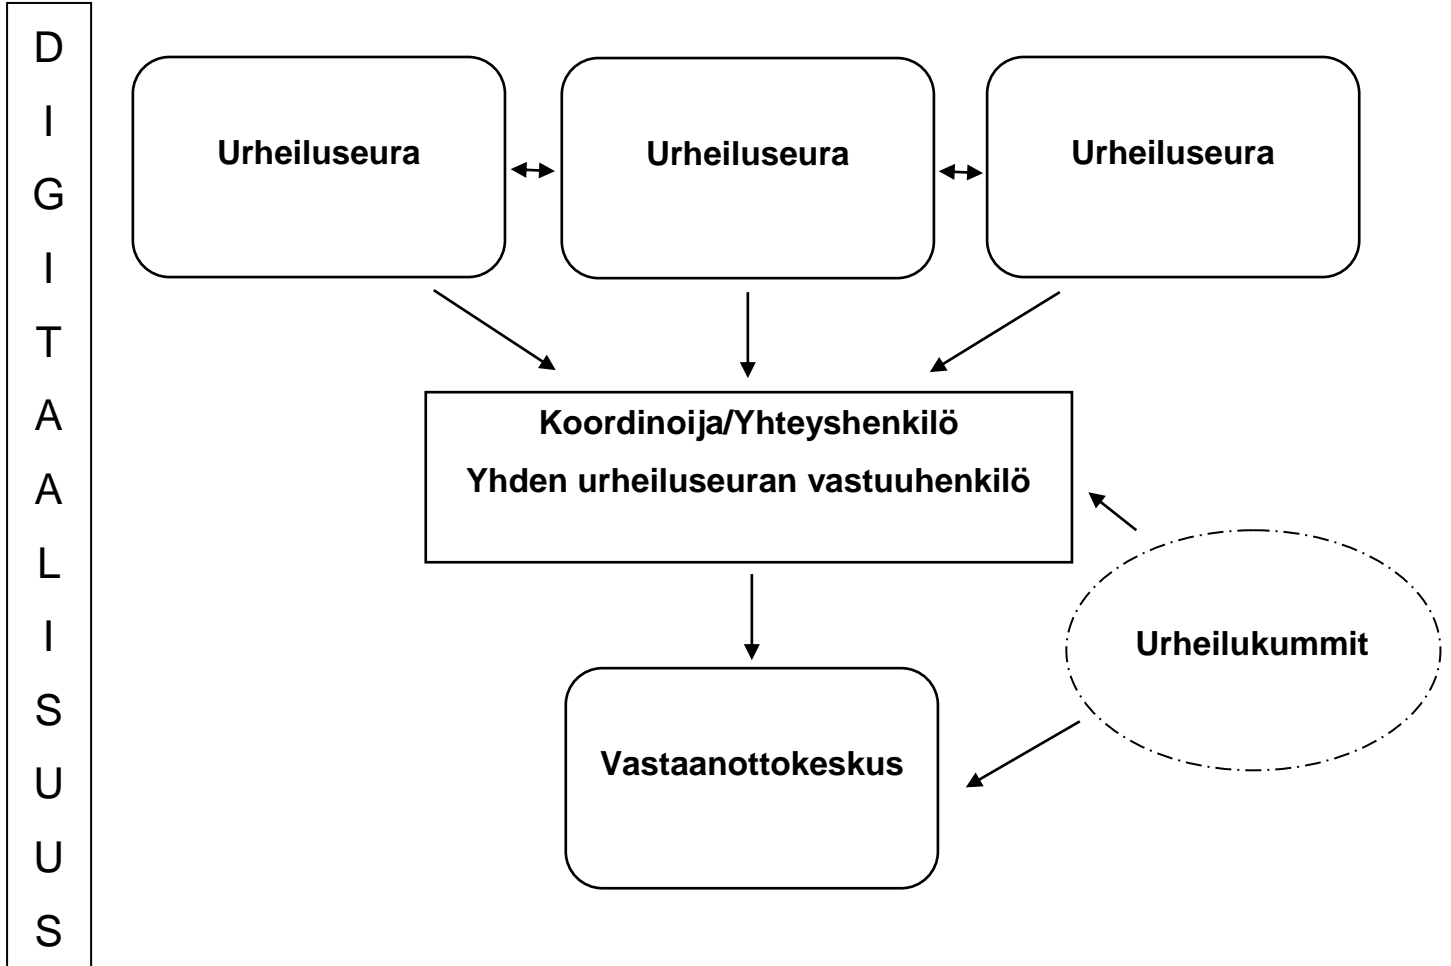 D
I
G
I
T
A
A
L
I
S
U
U
S
Urheiluseura
Urheiluseura
Urheiluseura
Koordinoija/Yhteyshenkilö
Yhden urheiluseuran vastuuhenkilö
Urheilukummit
Vastaanottokeskus